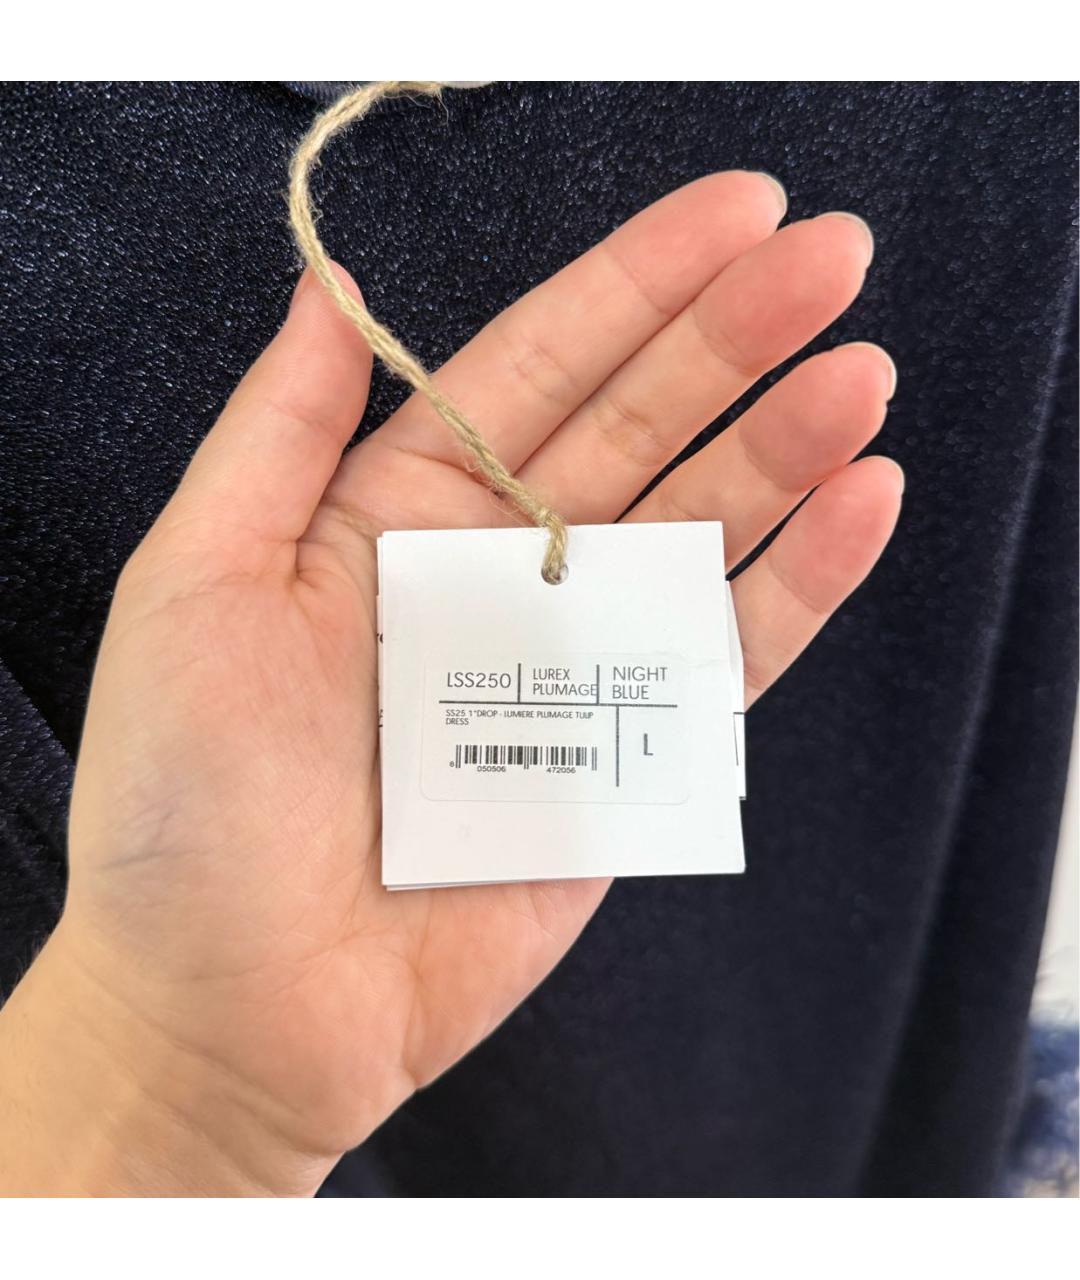 LSS250
LUREX
PLUMAGE
NIGHT
BLUE
SS25 1°DROP - LUMIERE PLUMAGE TULIP
DRESS
L
8 050506 472056